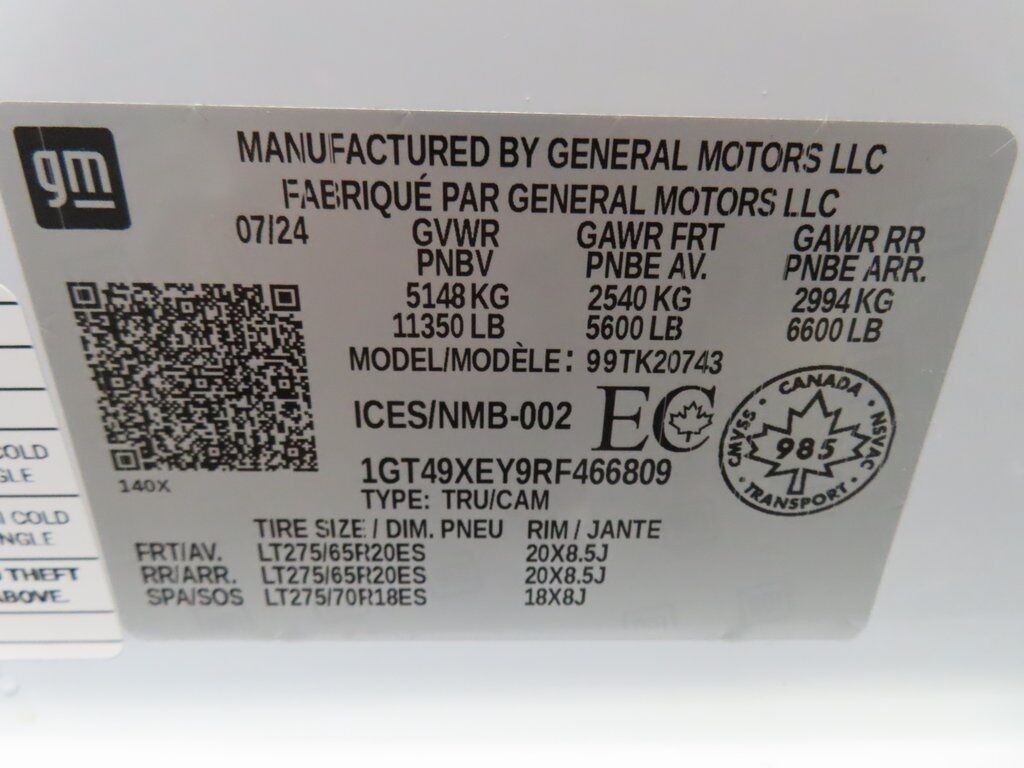 gm
MANUFACTURED BY GENERAL MOTORS LLC
FABRIQUÉ PAR GENERAL MOTORS LLC
07/24 GVWR GAWR FRT GAWR RR
PNBV PNBE AV. PNBE ARR.
5148 KG 2540 KG 2994 KG
11350 LB 5600 LB 6600 LB
MODEL/MODÈLE: 99TK20743
ICES/NMB-002 EC
CANADA
CMVSS • NSVAC
985
• TRANSPORT •
1GT49XEY9RF466809
140X
TYPE: TRU/CAM
TIRE SIZE / DIM. PNEU RIM / JANTE
FRT/AV. LT275/65R20ES 20X8.5J
RR/ARR. LT275/65R20ES 20X8.5J
SPA/SOS LT275/70R18ES 18X8J
COLD
COLD
THEFT
ABOVE.